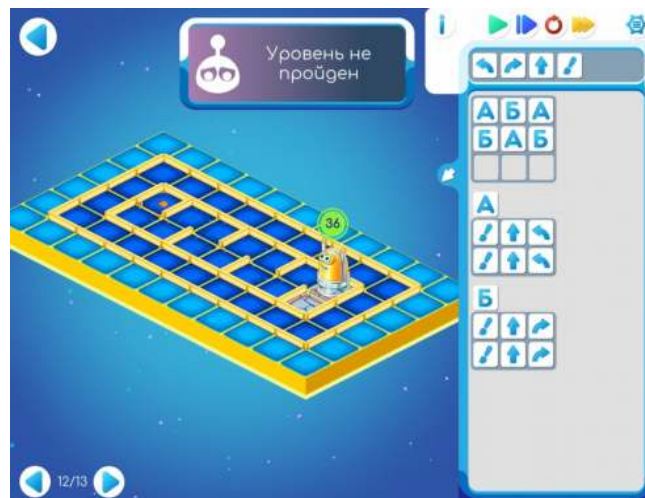 i
Уровень не
пройден
А Б А
Б А Б
36
А
Б
12/13